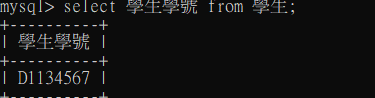 mysql> select 學生學號 from 學生;
+----------+
| 學生學號 |
+----------+
| D1134567 |
+----------+